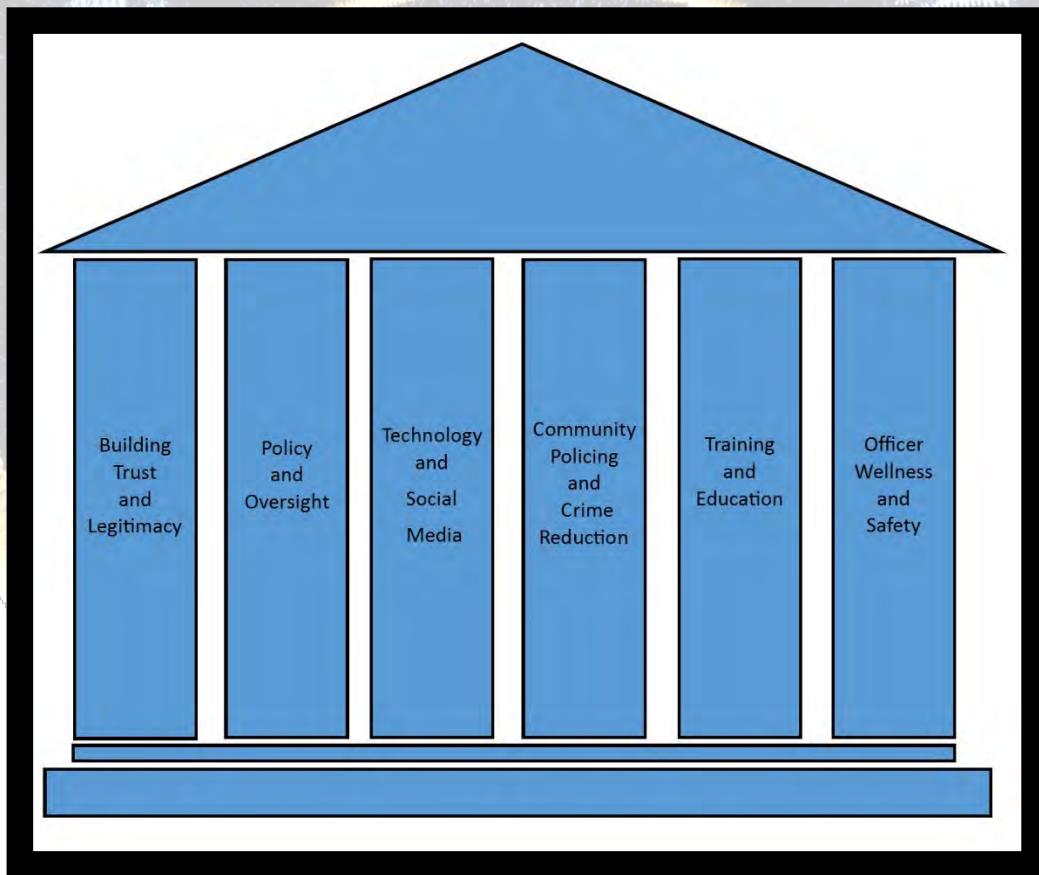 Building
Trust
and
Legitimacy
Policy
and
Oversight
Technology
and
Social
Media
Community
Policing
and
Crime
Reduction
Training
and
Education
Officer
Wellness
and
Safety